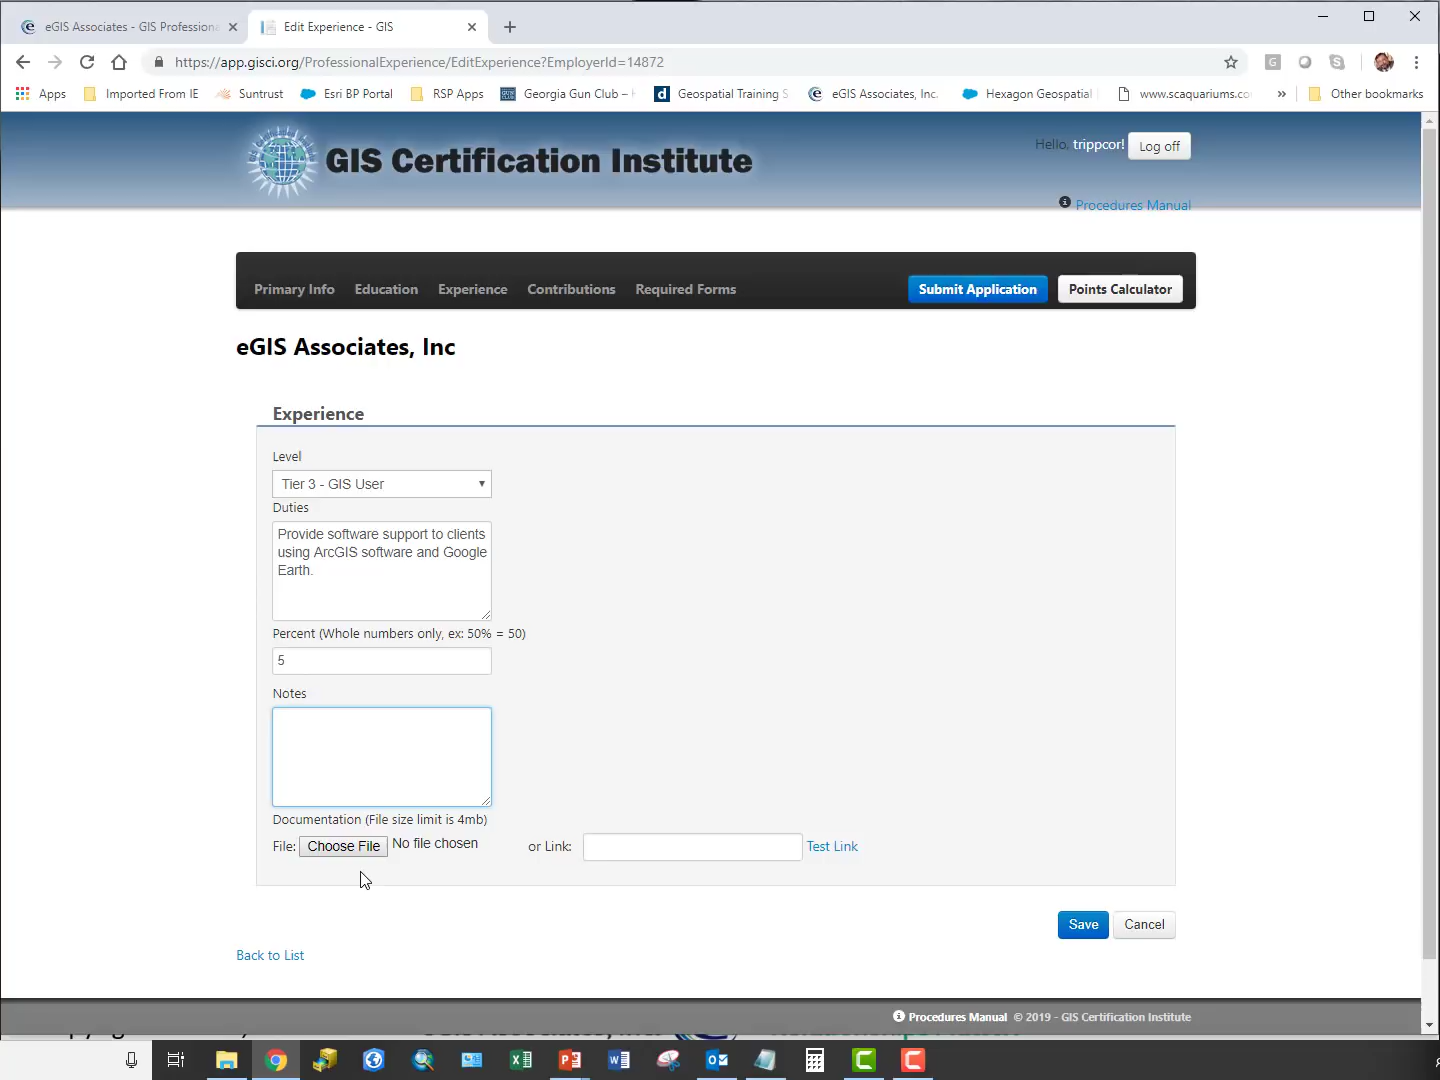 eGIS Associates - GIS Professiona
Edit Experience - GIS
https://app.gisci.org/ProfessionalExperience/EditExperience?EmployerId=14872
Apps
Imported From IE
Suntrust
Esri BP Portal
RSP Apps
Georgia Gun Club –
Geospatial Training S
eGIS Associates, Inc.
Hexagon Geospatial
www.scaquariums.co
»
Other bookmarks
GIS Certification Institute
Hello, trippcor!
Log off
Procedures Manual
Primary Info
Education
Experience
Contributions
Required Forms
Submit Application
Points Calculator
eGIS Associates, Inc
Experience
Level
Tier 3 - GIS User
Duties
Provide software support to clients
using ArcGIS software and Google
Earth.
Percent (Whole numbers only, ex: 50% = 50)
5
Notes
Documentation (File size limit is 4mb)
File: Choose File No file chosen or Link: Test Link
Save
Cancel
Back to List
Procedures Manual © 2019 - GIS Certification Institute